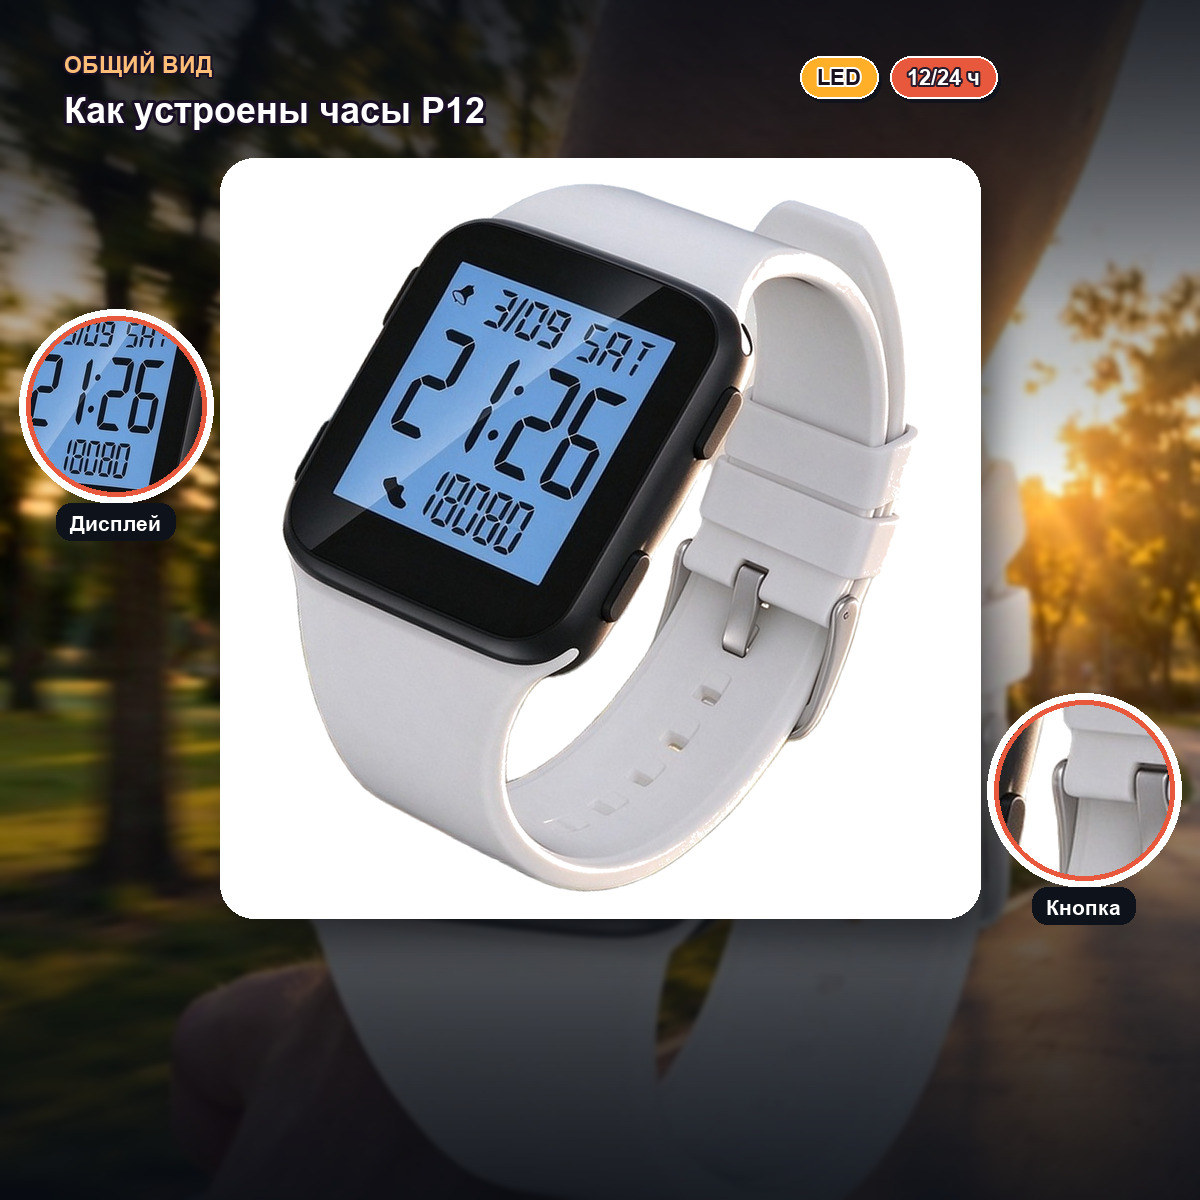 ОБЩИЙ ВИД
Как устроены часы P12
LED
12/24 ч
3/09 SAT
21:26
18080
3/09 SAT
21:26
18080
Дисплей
Кнопка